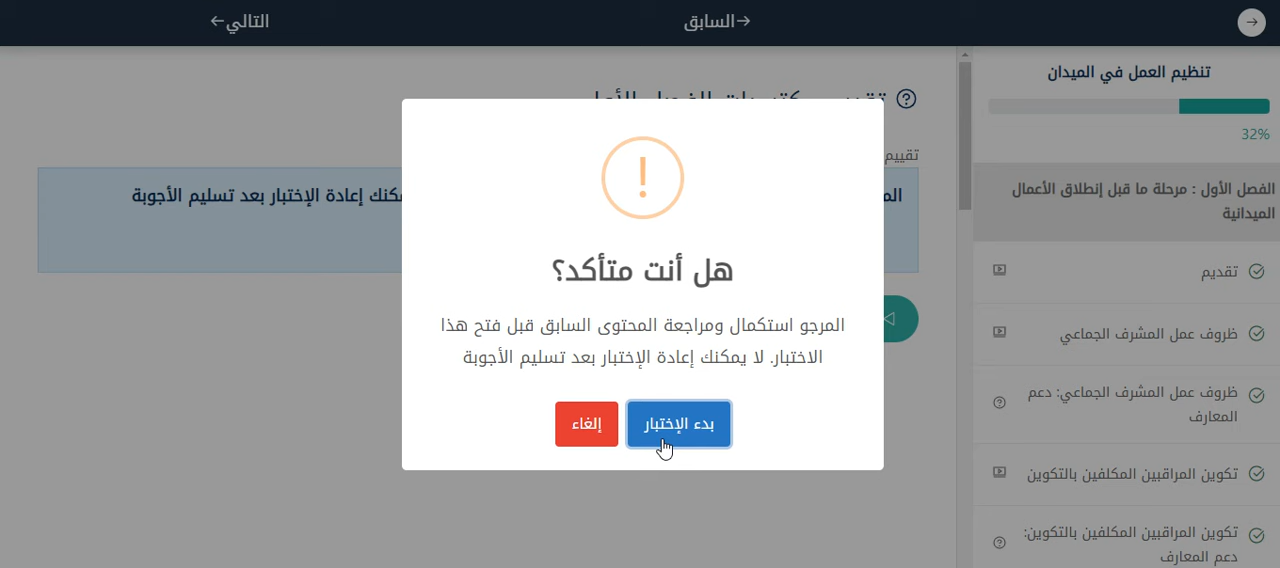 السابق
التالي
تنظيم العمل في الميدان
32%
الفصل الأول : مرحلة ما قبل إنطلاق الأعمال
الميدانية
تقديم
ظروف عمل المشرف الجماعي
ظروف عمل المشرف الجماعي: دعم
المعارف
تكوين المراقبين المكلفين بالتكوين
تكوين المراقبين المكلفين بالتكوين:
دعم المعارف
تقييم
يمكنك إعادة الإختبار بعد تسليم الأجوبة
هل أنت متأكد؟
المرجو استكمال ومراجعة المحتوى السابق قبل فتح هذا
الاختبار. لا يمكنك إعادة الإختبار بعد تسليم الأجوبة
بدء الإختبار
إلغاء